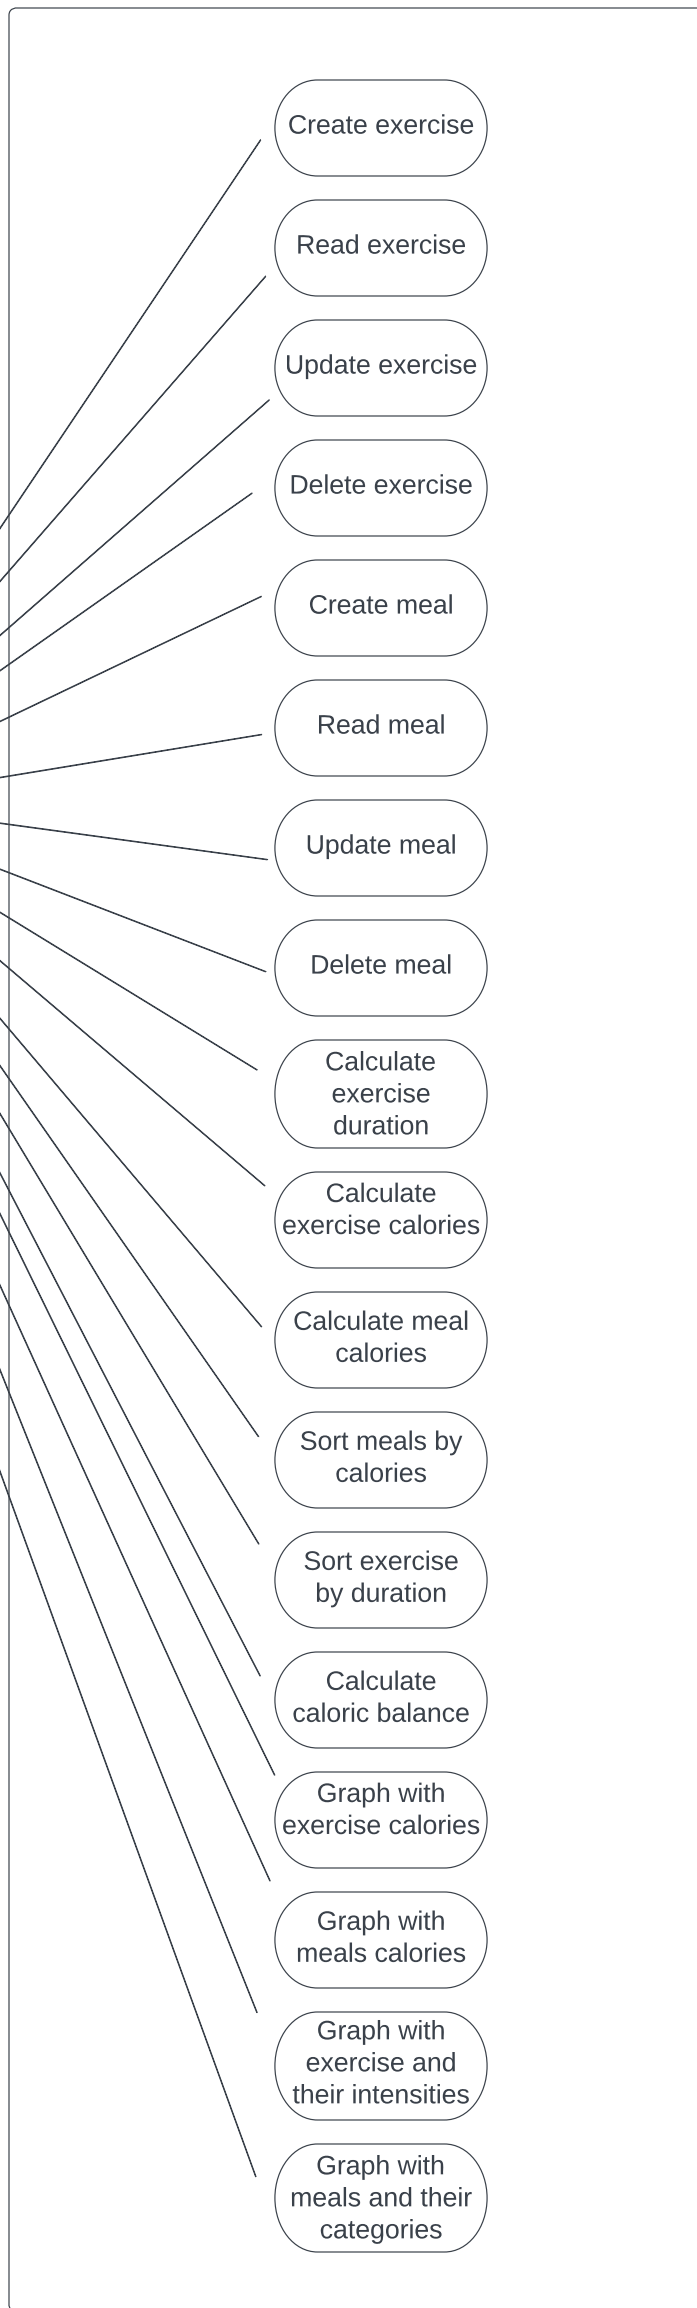 Create exercise
Read exercise
Update exercise
Delete exercise
Create meal
Read meal
Update meal
Delete meal
Calculate
exercise
duration
Calculate
exercise calories
Calculate meal
calories
Sort meals by
calories
Sort exercise
by duration
Calculate
caloric balance
Graph with
exercise calories
Graph with
meals calories
Graph with
exercise and
their intensities
Graph with
meals and their
categories